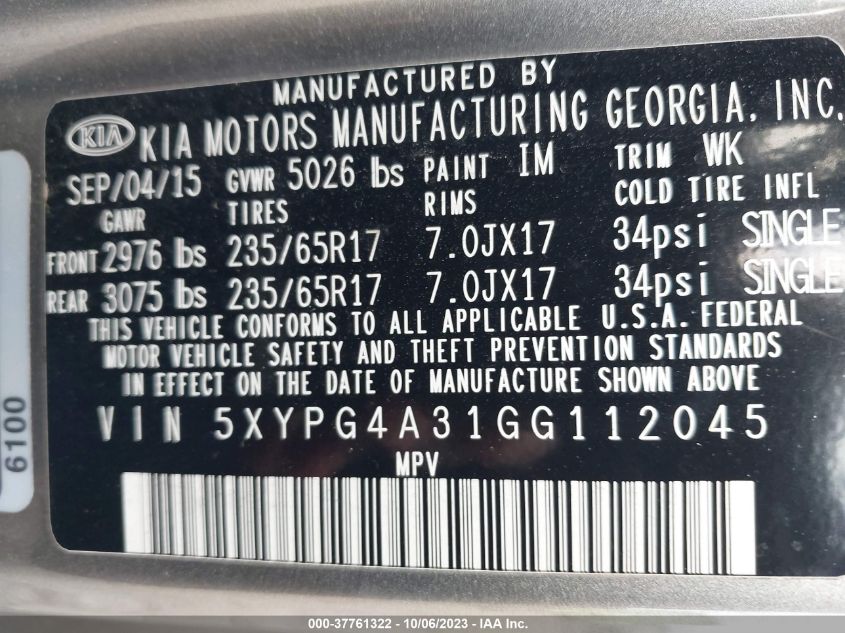 MANUFACTURED BY
KIA KIA MOTORS MANUFACTURING GEORGIA, INC.
SEP/04/15 GVWR 5026 lbs PAINT IM TRIM WK
GAWR TIRES RIMS COLD TIRE INFL
FRONT 2976 lbs 235/65R17 7.0JX17 34psi SINGLE
REAR 3075 lbs 235/65R17 7.0JX17 34psi SINGLE
THIS VEHICLE CONFORMS TO ALL APPLICABLE U.S.A. FEDERAL
MOTOR VEHICLE SAFETY AND THEFT PREVENTION STANDARDS
IN EFFECT ON THE DATE OF MANUFACTURE SHOWN ABOVE
VIN 5XYPG4A31GG112045
MPV
6100
000-37761322 - 10/06/2023 - IAA Inc.